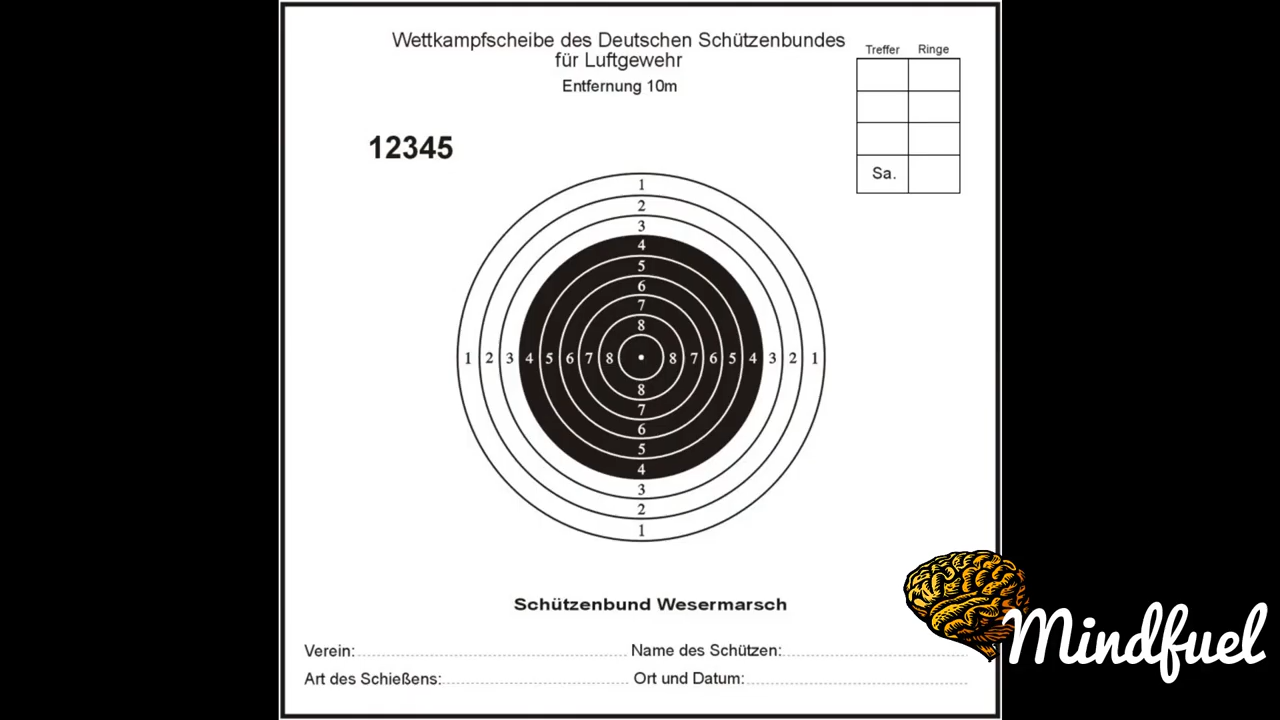 Wettkampfscheibe des Deutschen Schützenbundes
für Luftgewehr
Entfernung 10m
Treffer Ringe
Sa.
12345
1
2
3
4
5
6
7
8
1 2 3 4 5 6 7 8 8 7 6 5 4 3 2 1
8
7
6
5
4
3
2
1
Schützenbund Wesermarsch
Verein: Name des Schützen:
Art des Schießens: Ort und Datum:
Mindfuel